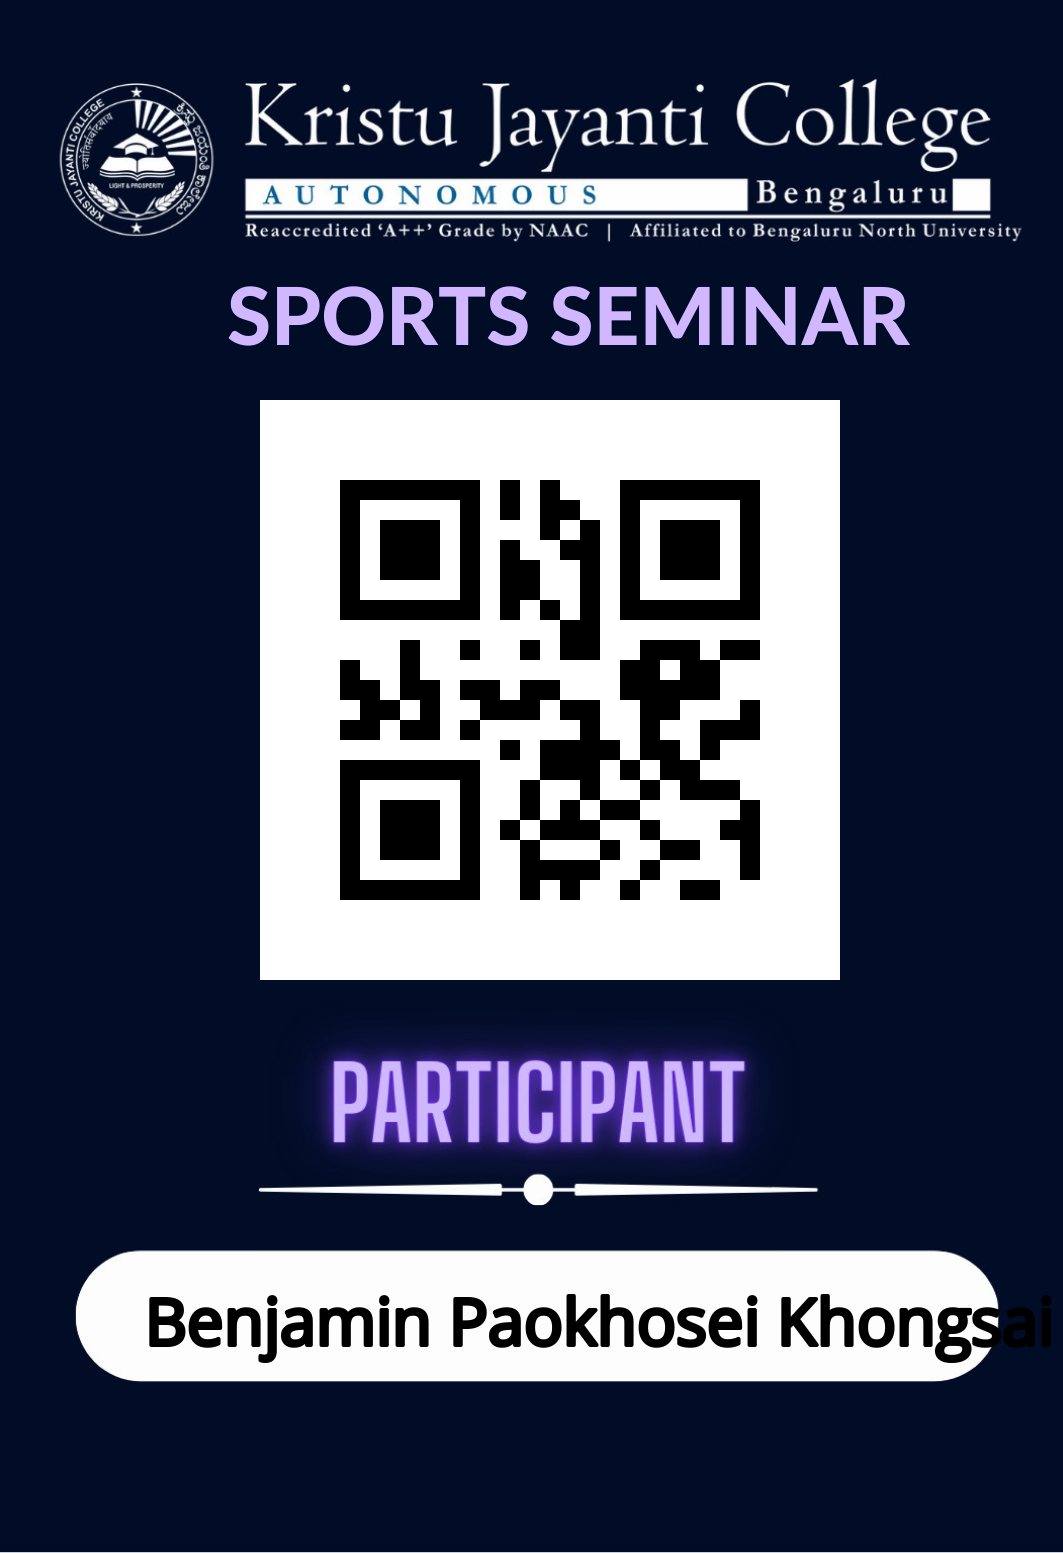 KRISTU JAYANTI COLLEGE
LIGHT & PROSPERITY
Kristu Jayanti College
AUTONOMOUS Bengaluru
Reaccredited ‘A++’ Grade by NAAC | Affiliated to Bengaluru North University
SPORTS SEMINAR
PARTICIPANT
Benjamin Paokhosei Khongsai